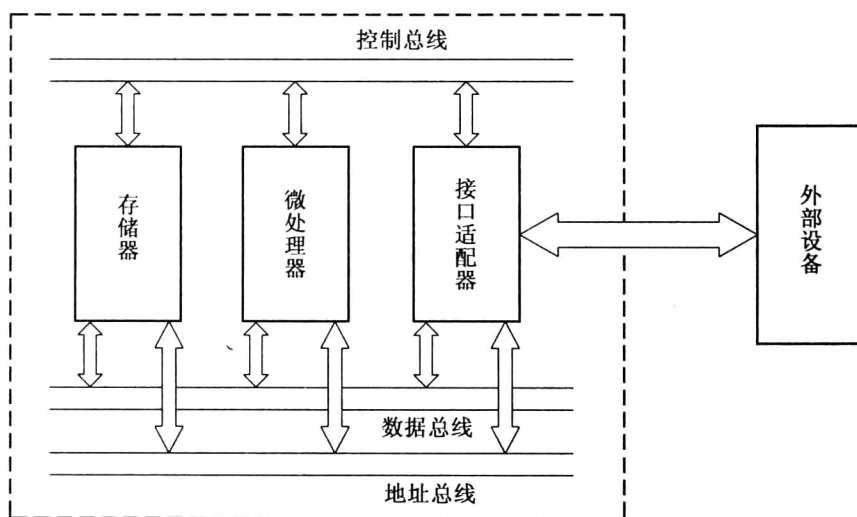 控制总线
存储器
微处理器
接口适配器
外部设备
数据总线
地址总线